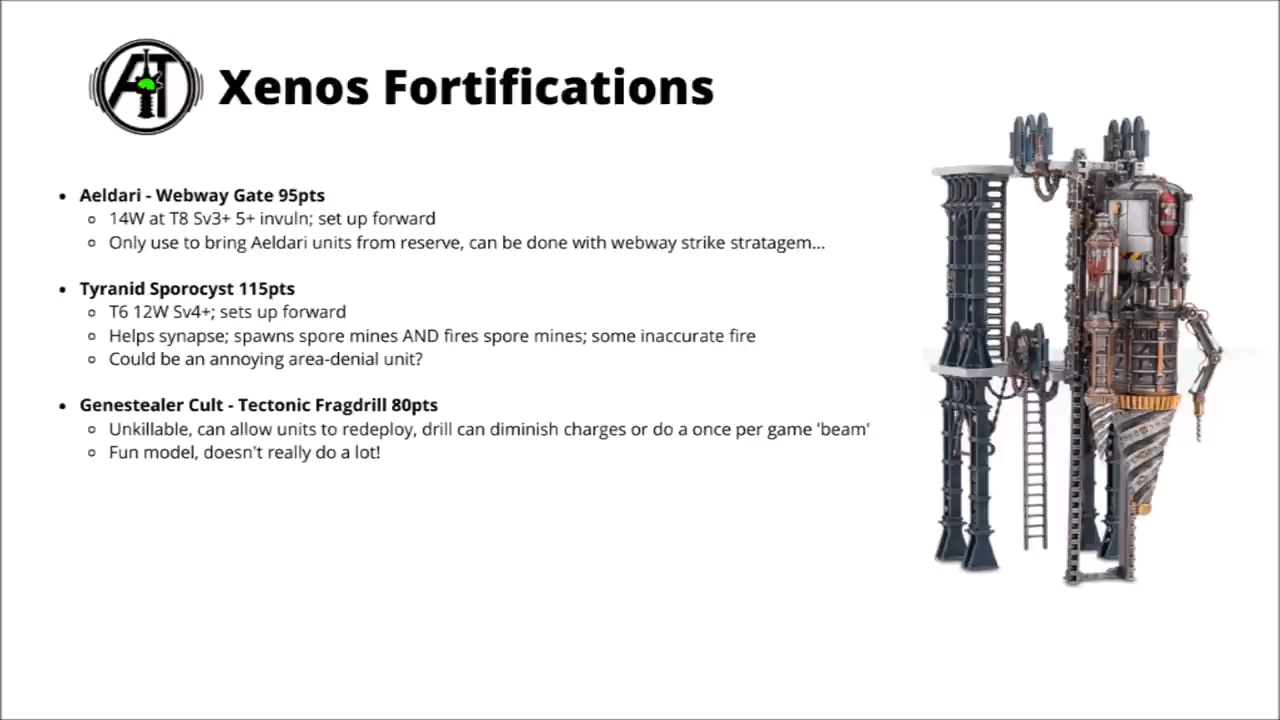 AT
Xenos Fortifications
• Aeldari - Webway Gate 95pts
○ 14W at T8 Sv3+ 5+ invuln; set up forward
○ Only use to bring Aeldari units from reserve, can be done with webway strike stratagem...
• Tyranid Sporocyst 115pts
○ T6 12W Sv4+; sets up forward
○ Helps synapse; spawns spore mines AND fires spore mines; some inaccurate fire
○ Could be an annoying area-denial unit?
• Genestealer Cult - Tectonic Fragdrill 80pts
○ Unkillable, can allow units to redeploy, drill can diminish charges or do a once per game 'beam'
○ Fun model, doesn't really do a lot!